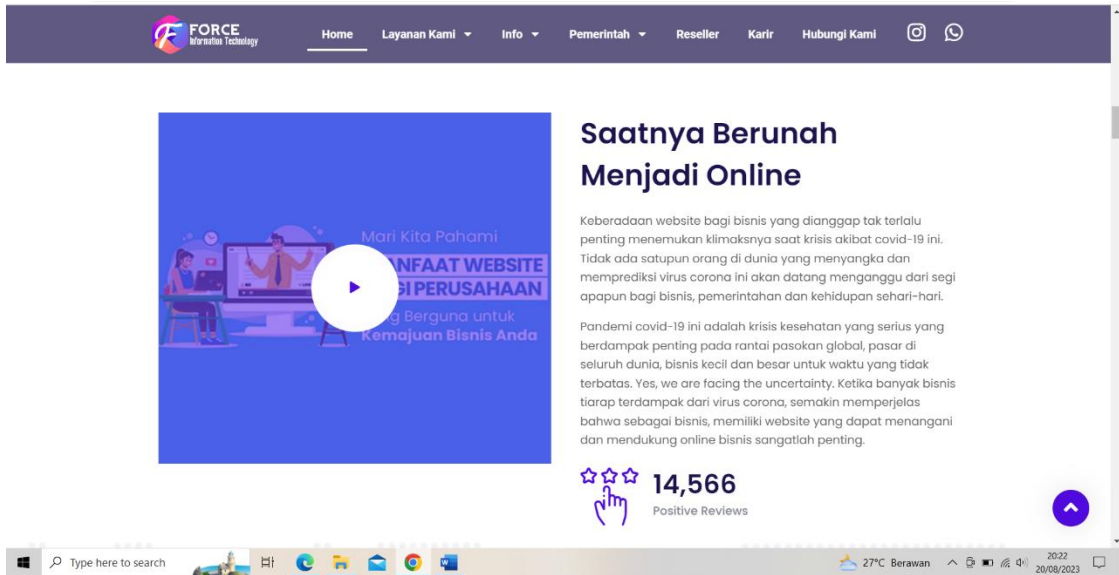 FORCE
Information Technology
Home Layanan Kami Info Pemerintah Reseller Karir Hubungi Kami
Mari Kita Pahami
ANFAAT WEBSITE
GI PERUSAHAAN
g Berguna untuk
Kemajuan Bisnis Anda
Saatnya Berunah
Menjadi Online
Keberadaan website bagi bisnis yang dianggap tak terlalu
penting menemukan klimaksnya saat krisis akibat covid-19 ini.
Tidak ada satupun orang di dunia yang menyangka dan
memprediksi virus corona ini akan datang menganggu dari segi
apapun bagi bisnis, pemerintahan dan kehidupan sehari-hari.
Pandemi covid-19 ini adalah krisis kesehatan yang serius yang
berdampak penting pada rantai pasokan global, pasar di
seluruh dunia, bisnis kecil dan besar untuk waktu yang tidak
terbatas. Yes, we are facing the uncertainty. Ketika banyak bisnis
tiarap terdampak dari virus corona, semakin memperjelas
bahwa sebagai bisnis, memiliki website yang dapat menangani
dan mendukung online bisnis sangatlah penting.
14,566
Positive Reviews
Type here to search
27°C Berawan
20:22
20/08/2023